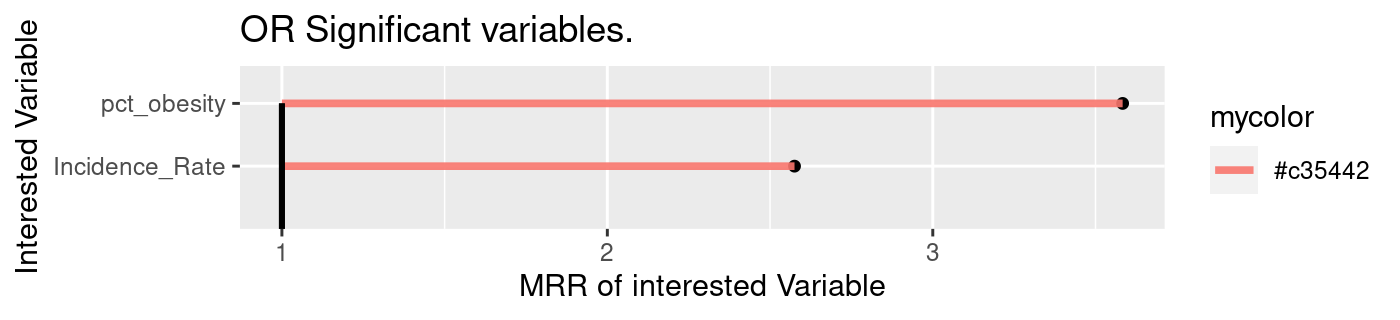 OR Significant variables.
Interested Variable
pct_obesity
Incidence_Rate
1 2 3
MRR of interested Variable
mycolor
#c35442